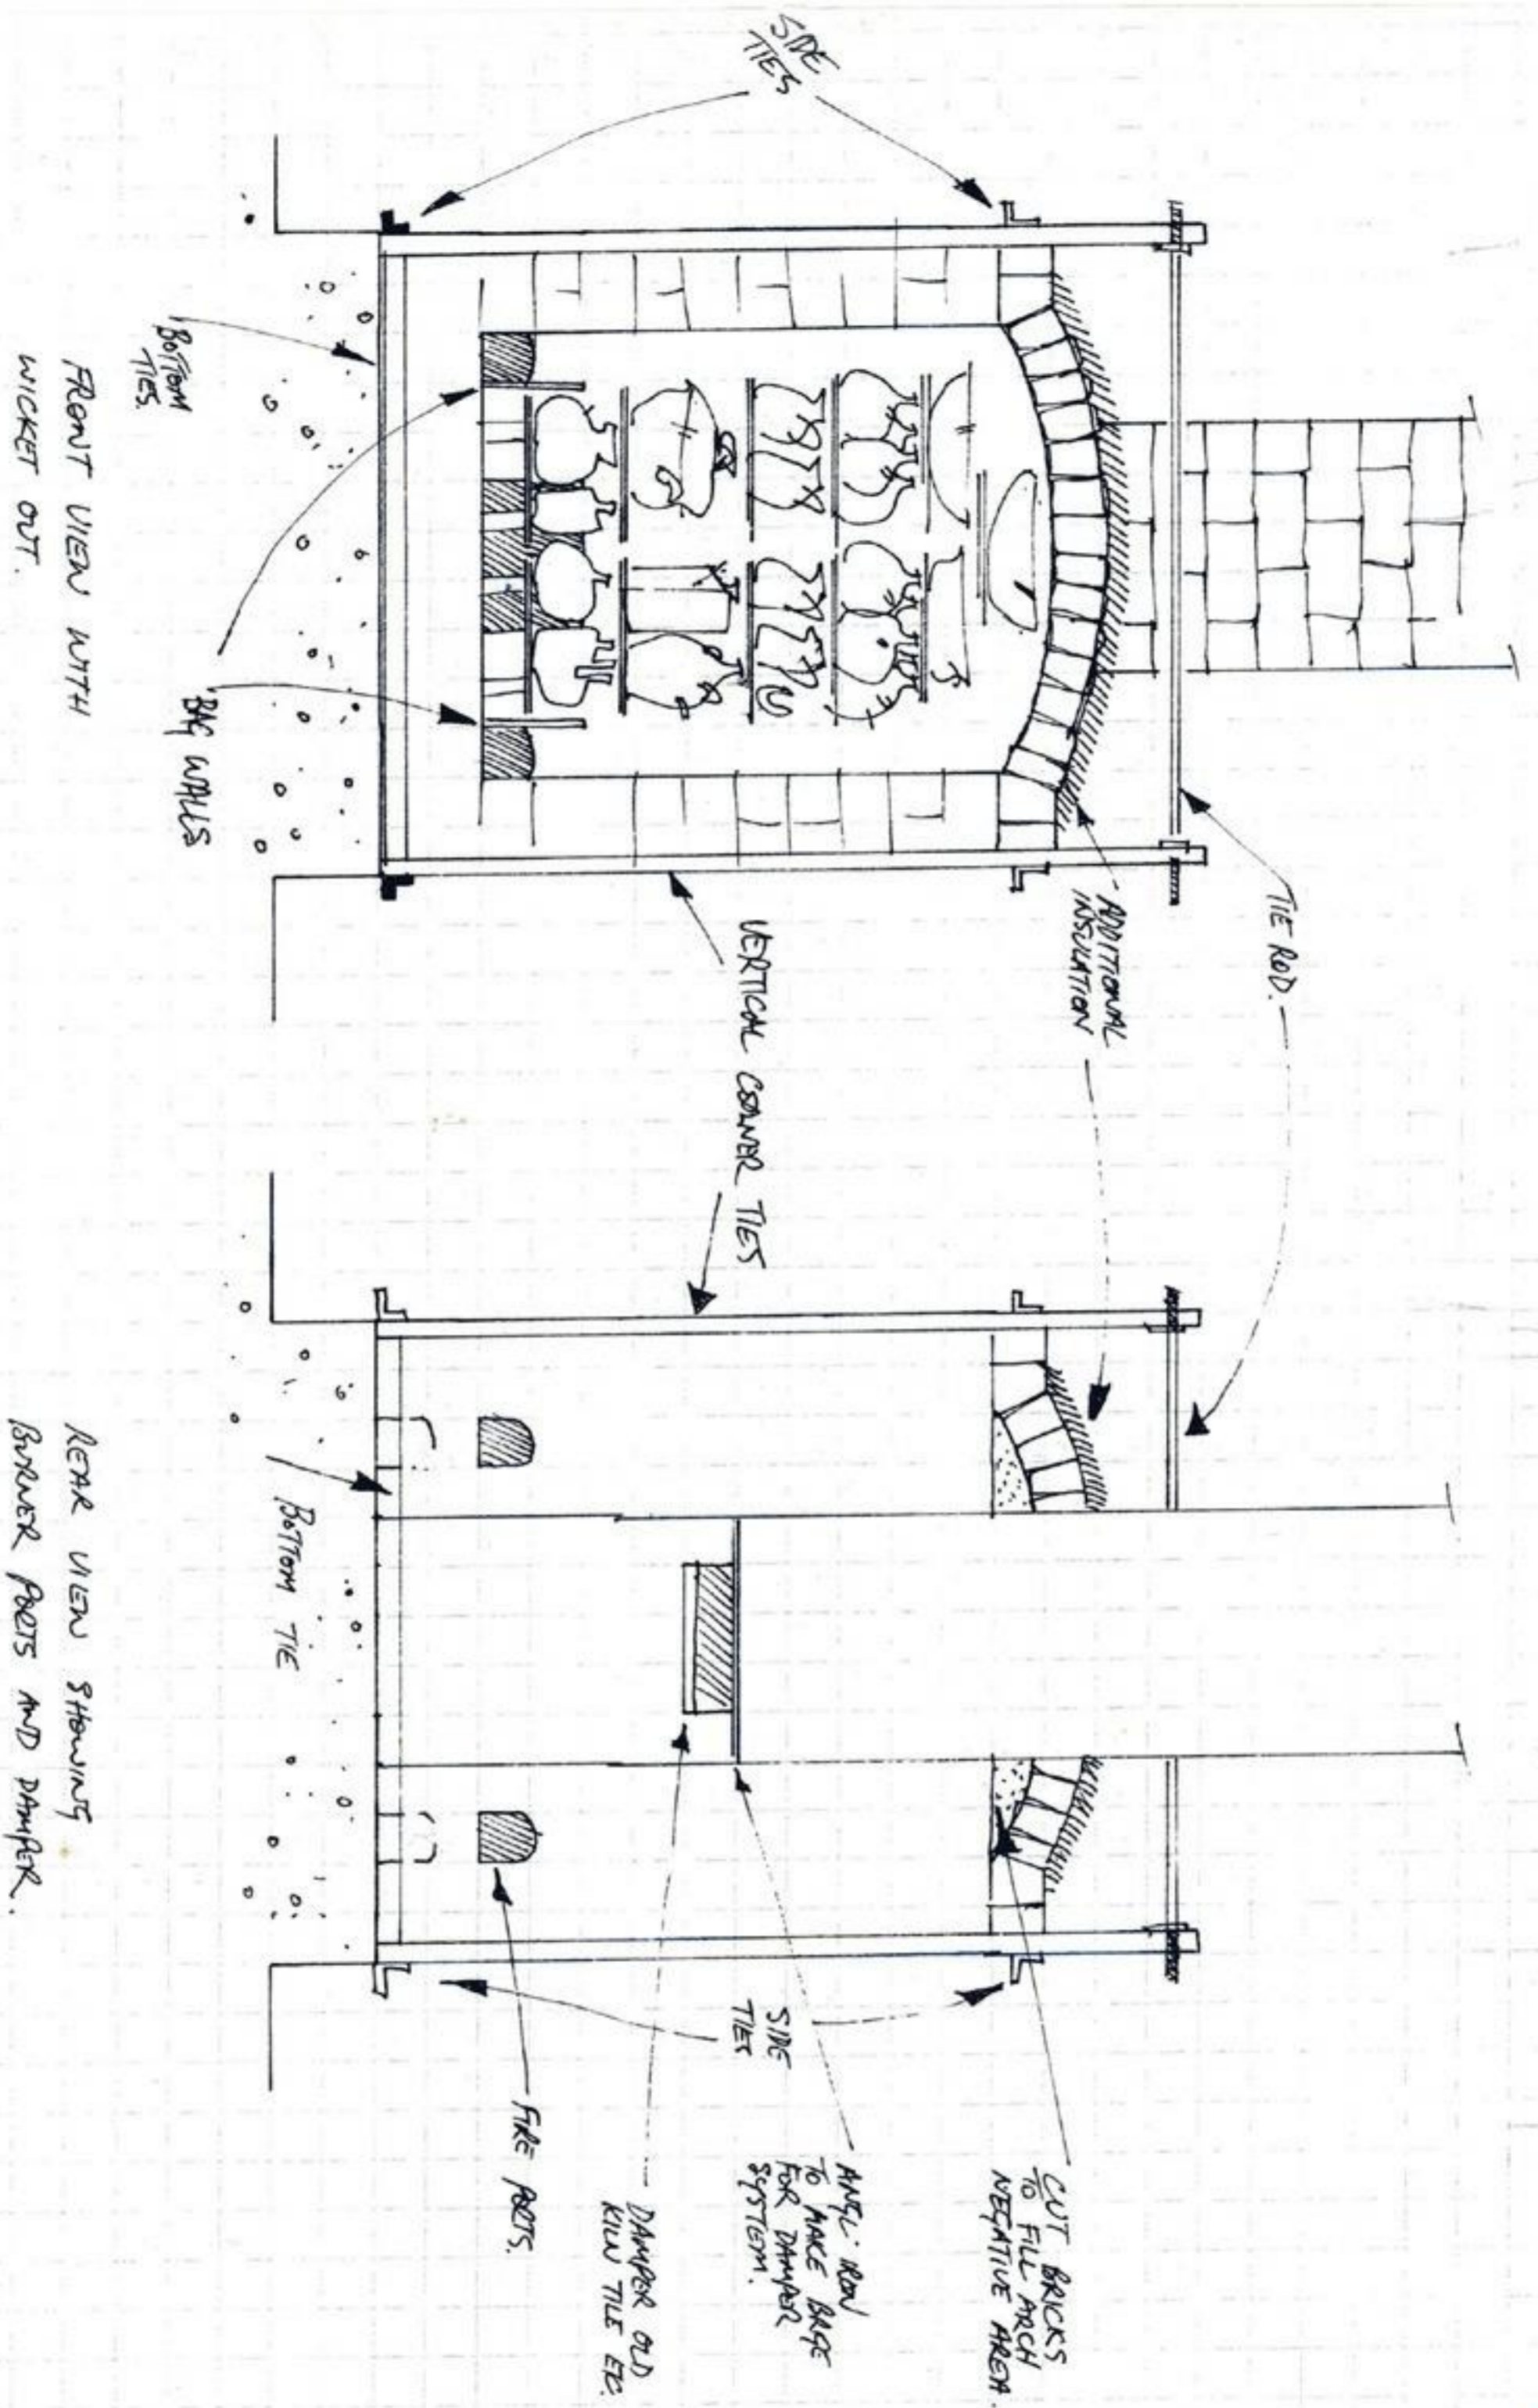 SIDE
TIES
TIE ROD.
ADDITIONAL
INSULATION
VERTICAL CORNER TIES
BOTTOM
TIES.
BAG WALLS
FRONT VIEW WITH
WICKET OUT.
CUT BRICKS
TO FILL ARCH
NEGATIVE AREA.
ANGL. IRON
TO MAKE BRGE
FOR DAMPER
SYSTEM.
SIDE
TIES
DAMPER OLD
KILN TILE ETC.
FIRE PORTS.
BOTTOM TIE
REAR VIEW SHOWING
BURNER PORTS AND DAMPER.